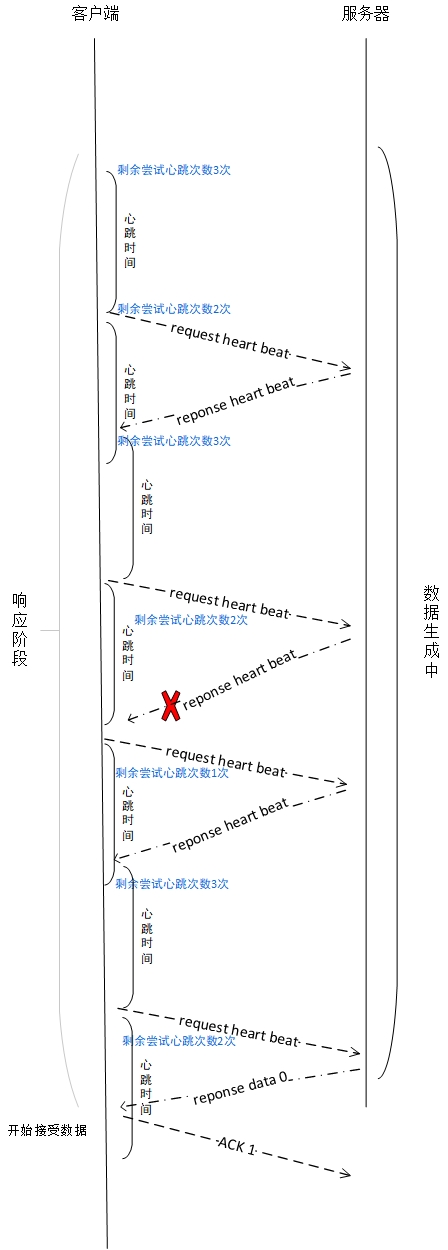 客户端
服务器
剩余尝试心跳次数3次
心跳时间
剩余尝试心跳次数2次
request heart beat
心跳时间
reponse heart beat
剩余尝试心跳次数3次
心跳时间
响应阶段
数据生成中
request heart beat
剩余尝试心跳次数2次
心跳时间
reponse heart beat
request heart beat
剩余尝试心跳次数1次
心跳时间
reponse heart beat
剩余尝试心跳次数3次
心跳时间
request heart beat
剩余尝试心跳次数2次
心跳时间
reponse data 0
开始接受数据
ACK 1